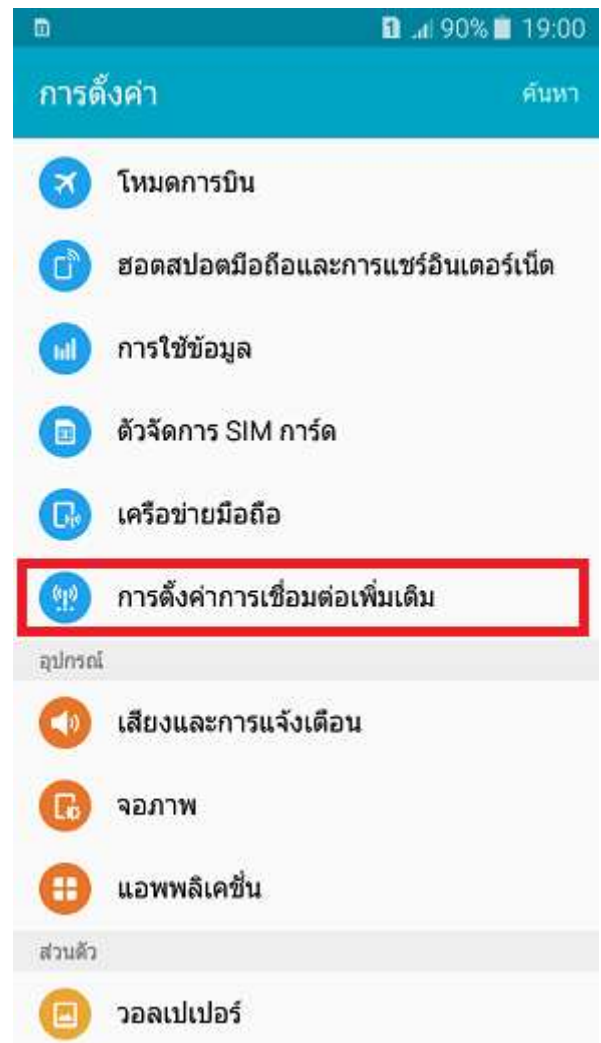 1 90% 19:00
การตั้งค่า ค้นหา
โหมดการบิน
ฮอตสปอตมือถือและการแชร์อินเตอร์เน็ต
การใช้ข้อมูล
ตัวจัดการ SIM การ์ด
เครือข่ายมือถือ
การตั้งค่าการเชื่อมต่อเพิ่มเติม
อุปกรณ์
เสียงและการแจ้งเตือน
จอภาพ
แอพพลิเคชั่น
ส่วนตัว
วอลเปเปอร์